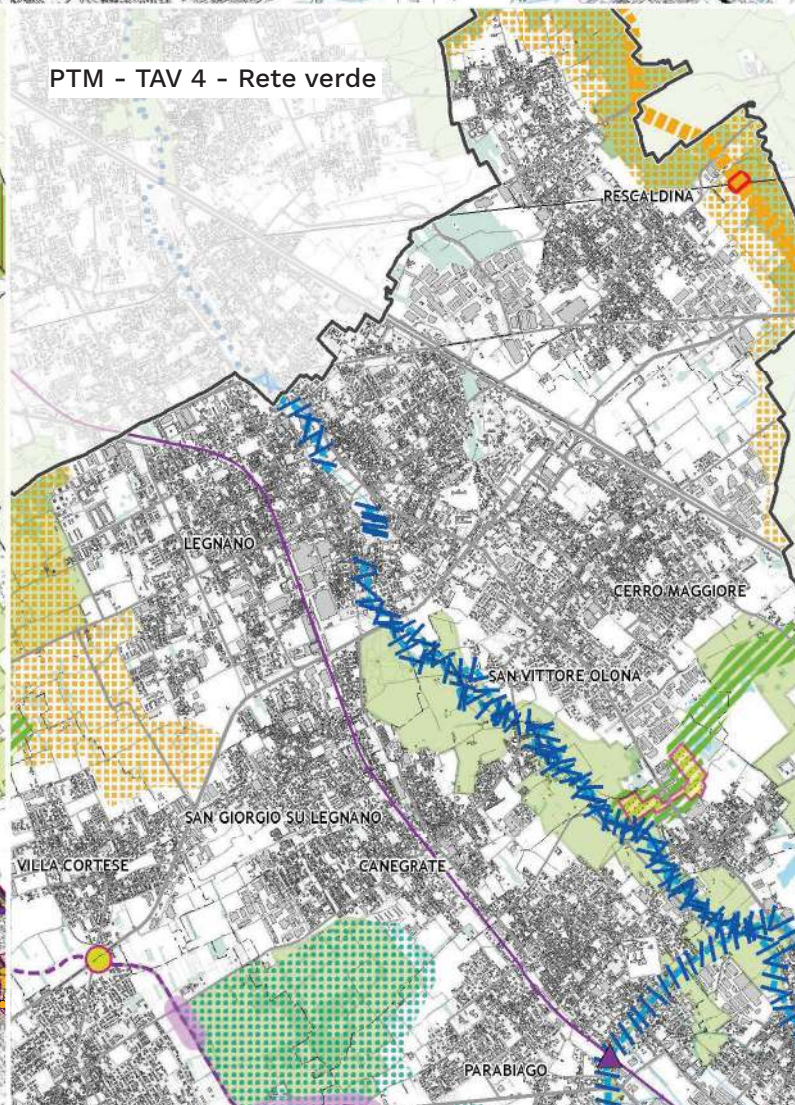 PTM - TAV 4 - Rete verde
RESCALDINA
LEGNANO
CERRO MAGGIORE
SAN VITTORE OLONA
SAN GIORGIO SU LEGNANO
VILLA CORTESE
CANEGRATE
PARABIAGO